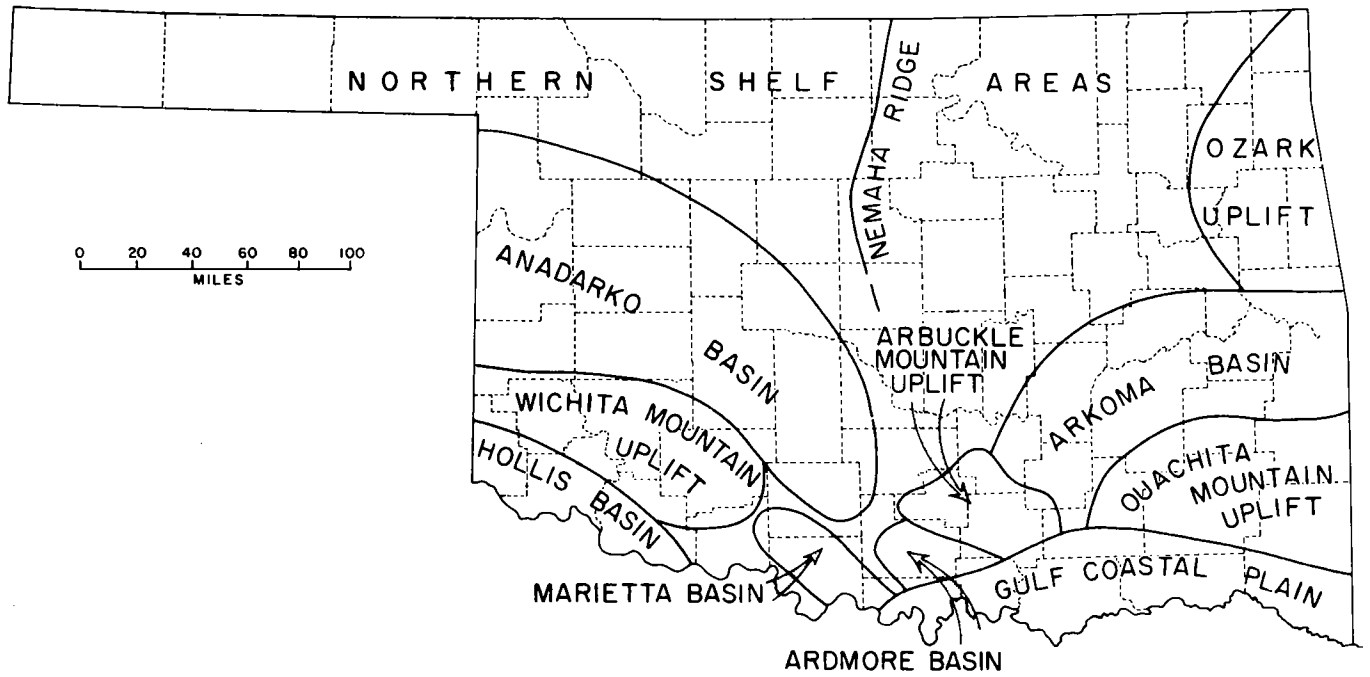 NORTHERN SHELF AREAS
NEMAHA RIDGE
OZARK
UPLIFT
0 20 40 60 80 100
MILES
ANADARKO
BASIN
ARBUCKLE
MOUNTAIN
UPLIFT
ARKOMA BASIN
WICHITA MOUNTAIN
UPLIFT
HOLLIS BASIN
OUACHITA
MOUNTAIN
UPLIFT
GULF COASTAL PLAIN
MARIETTA BASIN
ARDMORE BASIN